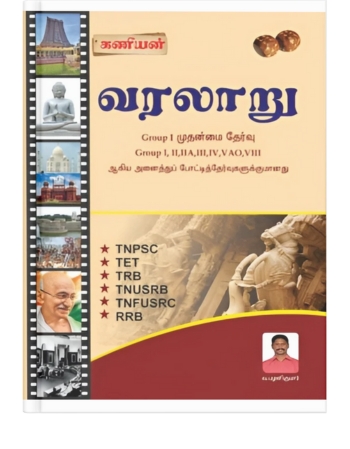 கணியன்
வரலாறு
Group 1 முதன்மை தேர்வு
Group I, II,IIA,III,IV,VAO,VIII
ஆகிய அனைத்துப் போட்டித்தேர்வுகளுக்குமானது
TNPSC
TET
TRB
TNUSRB
TNFUSRC
RRB